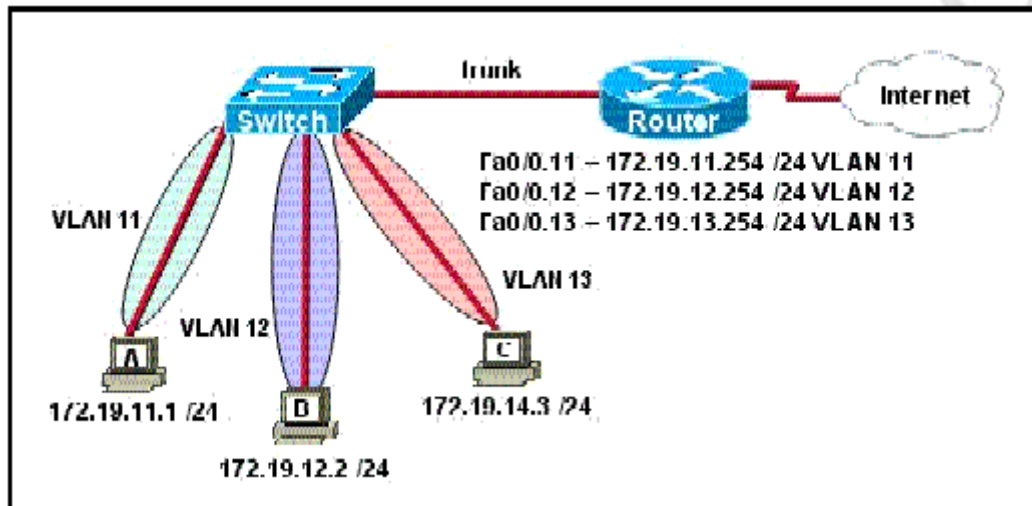 trunk
Switch
Router
Internet
Fa0/0.11 – 172.19.11.254 /24 VLAN 11
Fa0/0.12 – 172.19.12.254 /24 VLAN 12
Fa0/0.13 – 172.19.13.254 /24 VLAN 13
VLAN 11
VLAN 12
VLAN 13
A
B
C
172.19.11.1 /24
172.19.12.2 /24
172.19.14.3 /24